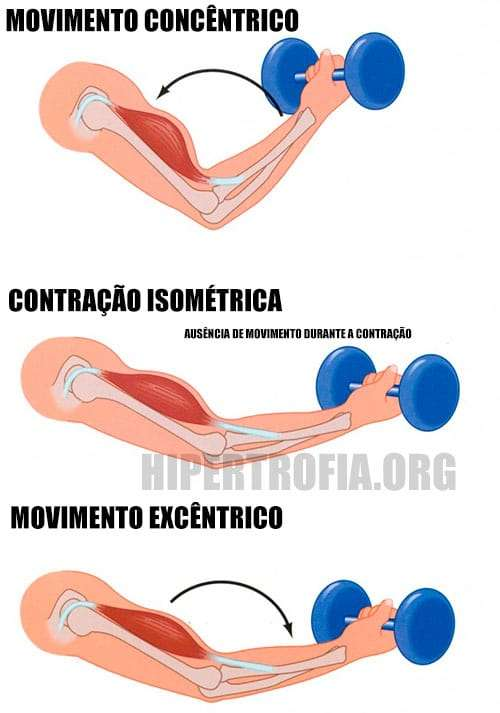 MOVIMENTO CONCÊNTRICO
CONTRAÇÃO ISOMÉTRICA
AUSÊNCIA DE MOVIMENTO DURANTE A CONTRAÇÃO
HIPERTROFIA.ORG
MOVIMENTO EXCÊNTRICO